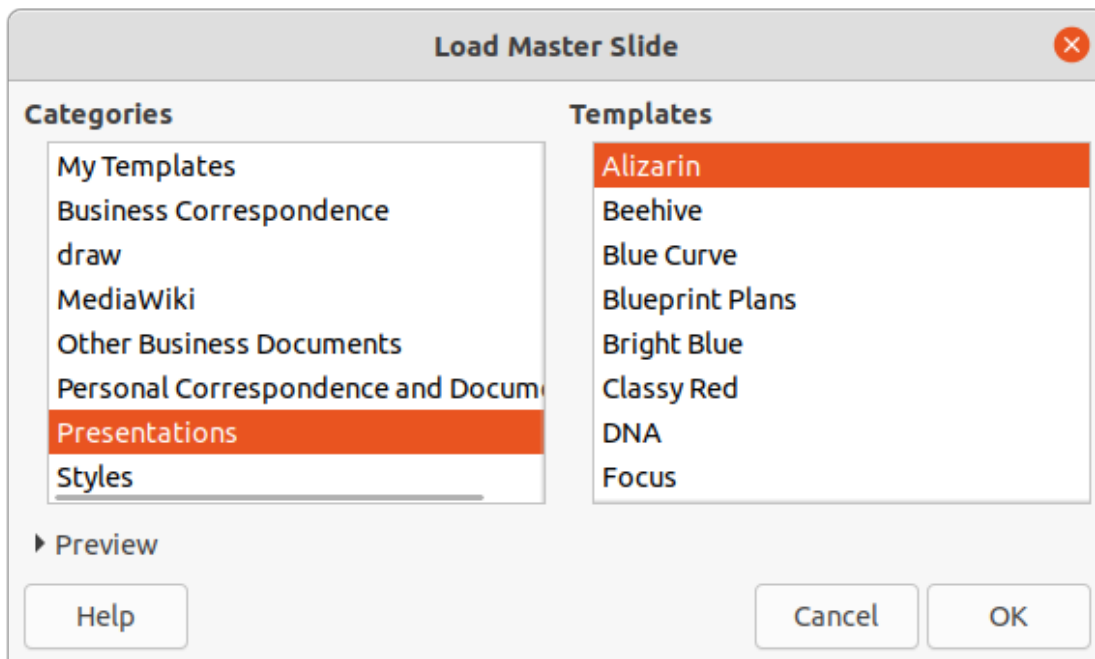 Load Master Slide
Categories
My Templates
Business Correspondence
draw
MediaWiki
Other Business Documents
Personal Correspondence and Docum
Presentations
Styles
Templates
Alizarin
Beehive
Blue Curve
Blueprint Plans
Bright Blue
Classy Red
DNA
Focus
Preview
Help
Cancel
OK